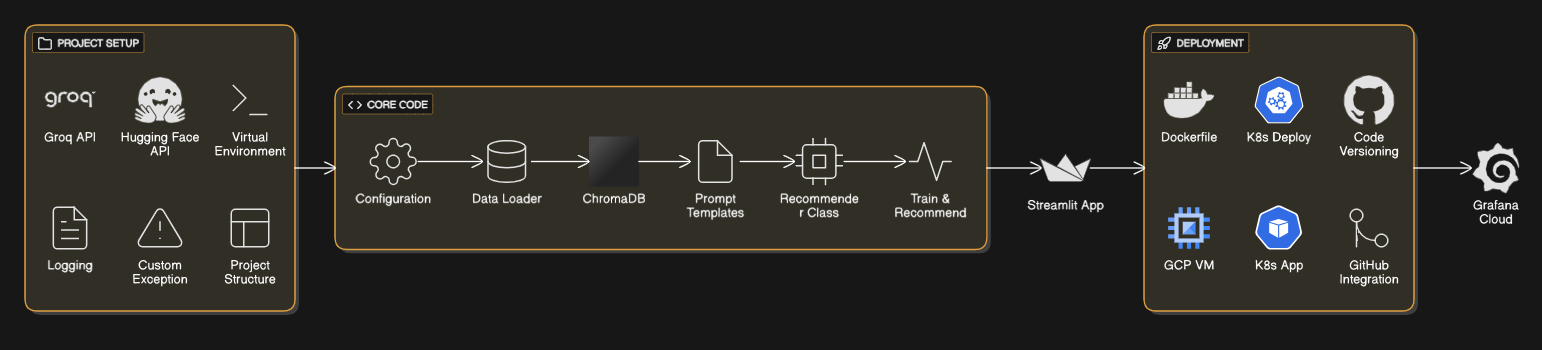 PROJECT SETUP
groq
Groq API
Hugging Face
API
Virtual
Environment
Logging
Custom
Exception
Project
Structure
CORE CODE
Configuration
Data Loader
ChromaDB
Prompt
Templates
Recommende
r Class
Train &
Recommend
Streamlit App
DEPLOYMENT
Dockerfile
K8s Deploy
Code
Versioning
GCP VM
K8s App
GitHub
Integration
Grafana
Cloud